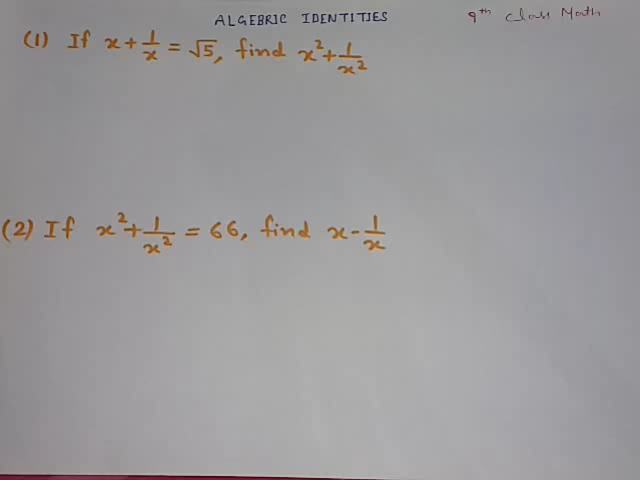 ALGEBRIC IDENTITIES
9th Class Math
(1) If x + 1/x = √5, find x² + 1/x²
(2) If x² + 1/x² = 66, find x - 1/x